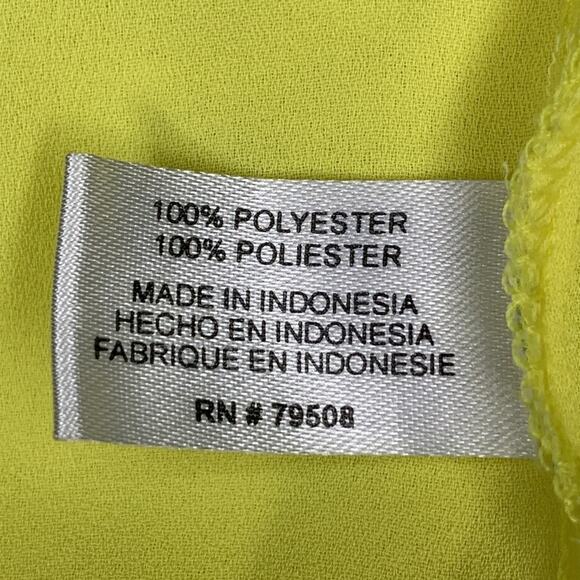 100% POLYESTER
100% POLIESTER
MADE IN INDONESIA
HECHO EN INDONESIA
FABRIQUE EN INDONESIE
RN # 79508